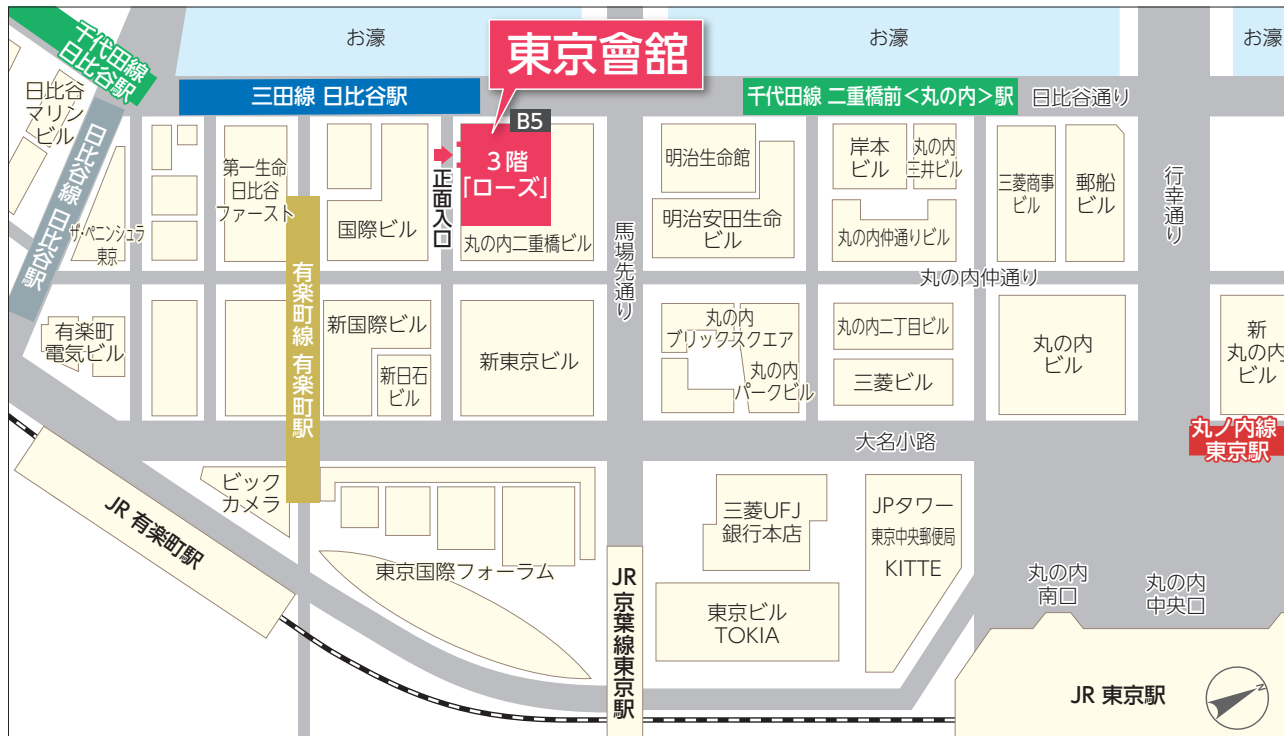 お濠
お濠
お濠
東京會舘
千代田線
日比谷駅
三田線 日比谷駅
千代田線 二重橋前<丸の内>駅
日比谷通り
日比谷
マリン
ビル
日比谷線 日比谷駅
B5
3階
「ローズ」
正面入口
第一生命
日比谷
ファースト
国際ビル
丸の内二重橋ビル
明治生命館
明治安田生命
ビル
岸本
ビル
丸の内
三井ビル
丸の内仲通りビル
三菱商事
ビル
郵船
ビル
行幸通り
ザ・ペニンシュラ
東京
馬場先通り
丸の内仲通り
有楽町線 有楽町駅
有楽町
電気ビル
新国際ビル
新日石
ビル
新東京ビル
丸の内
ブリックスクエア
丸の内
パークビル
丸の内二丁目ビル
三菱ビル
丸の内
ビル
新
丸の内
ビル
丸ノ内線
東京駅
大名小路
ビック
カメラ
JR 有楽町駅
東京国際フォーラム
JR 京葉線東京駅
三菱UFJ
銀行本店
東京ビル
TOKIA
JPタワー
東京中央郵便局
KITTE
丸の内
南口
丸の内
中央口
JR 東京駅
N